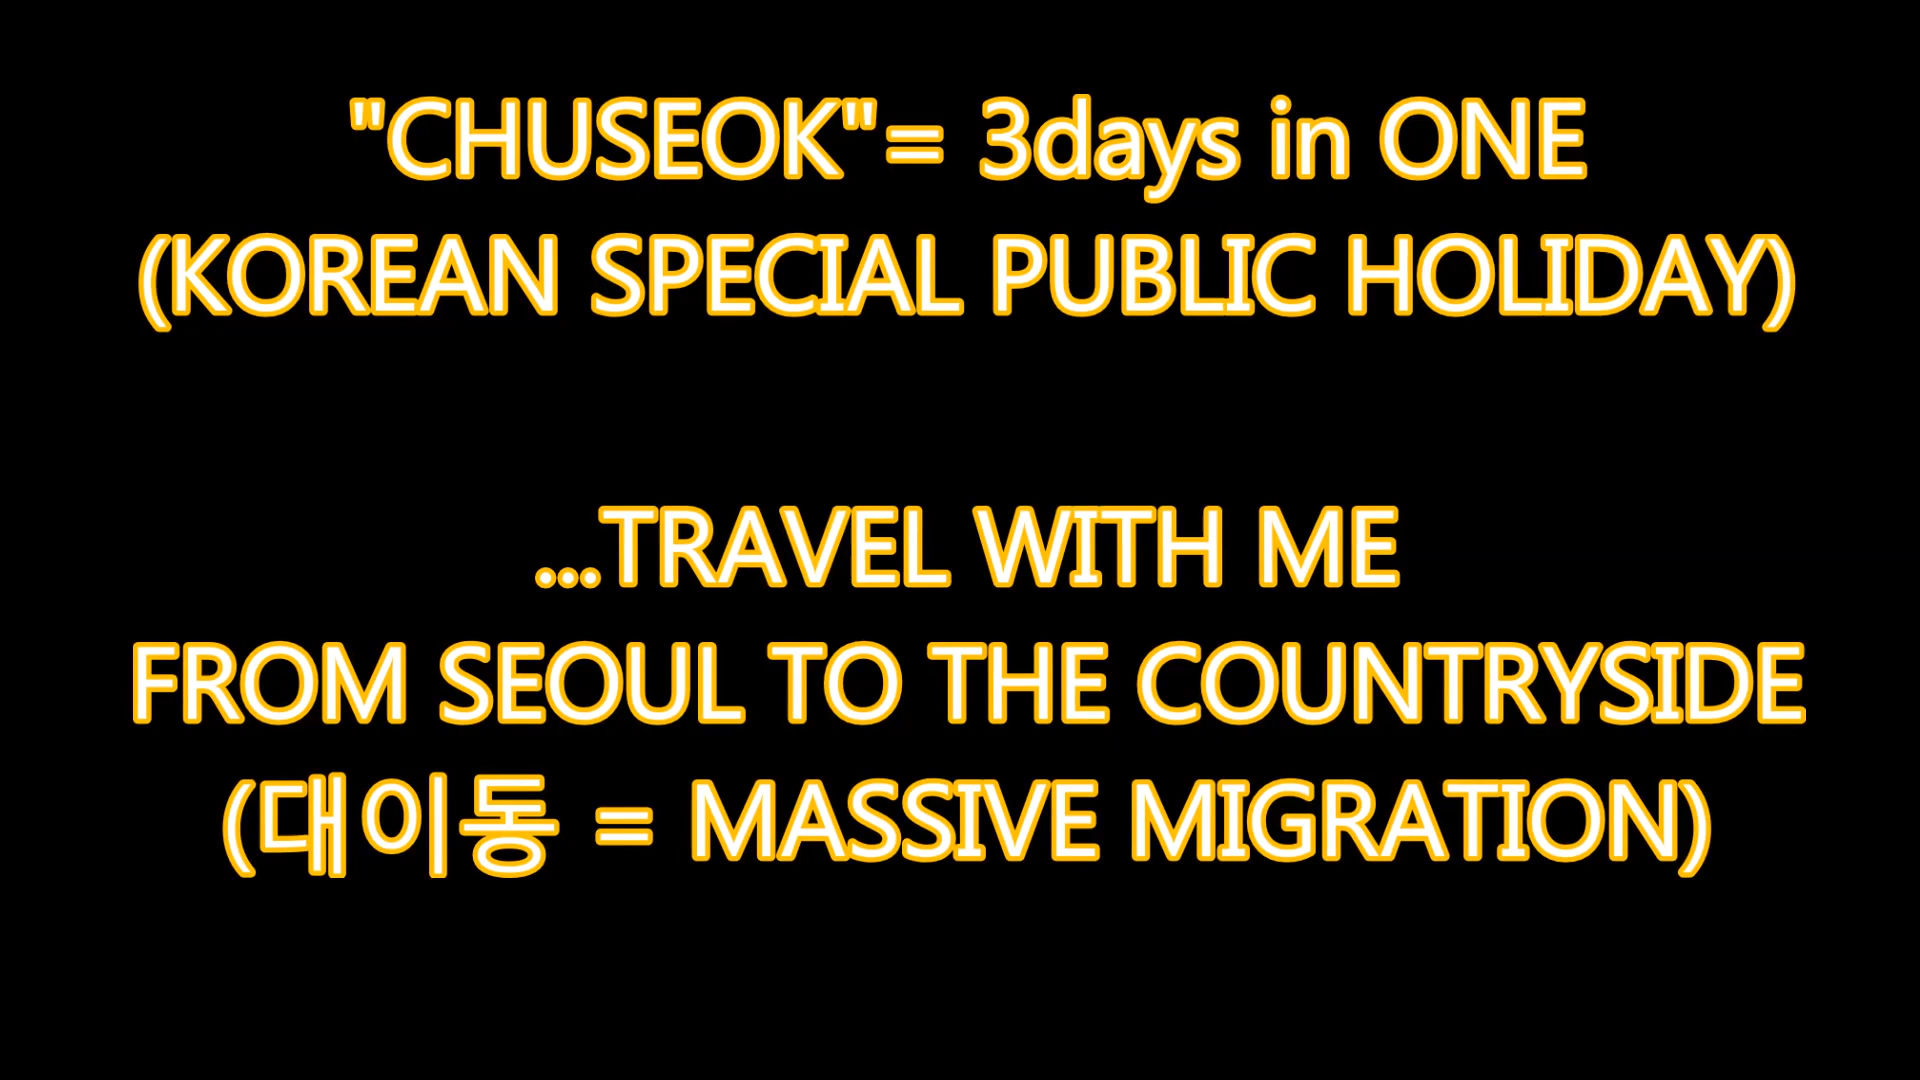 "CHUSEOK"= 3days in ONE
(KOREAN SPECIAL PUBLIC HOLIDAY)
...TRAVEL WITH ME
FROM SEOUL TO THE COUNTRYSIDE
(대이동 = MASSIVE MIGRATION)